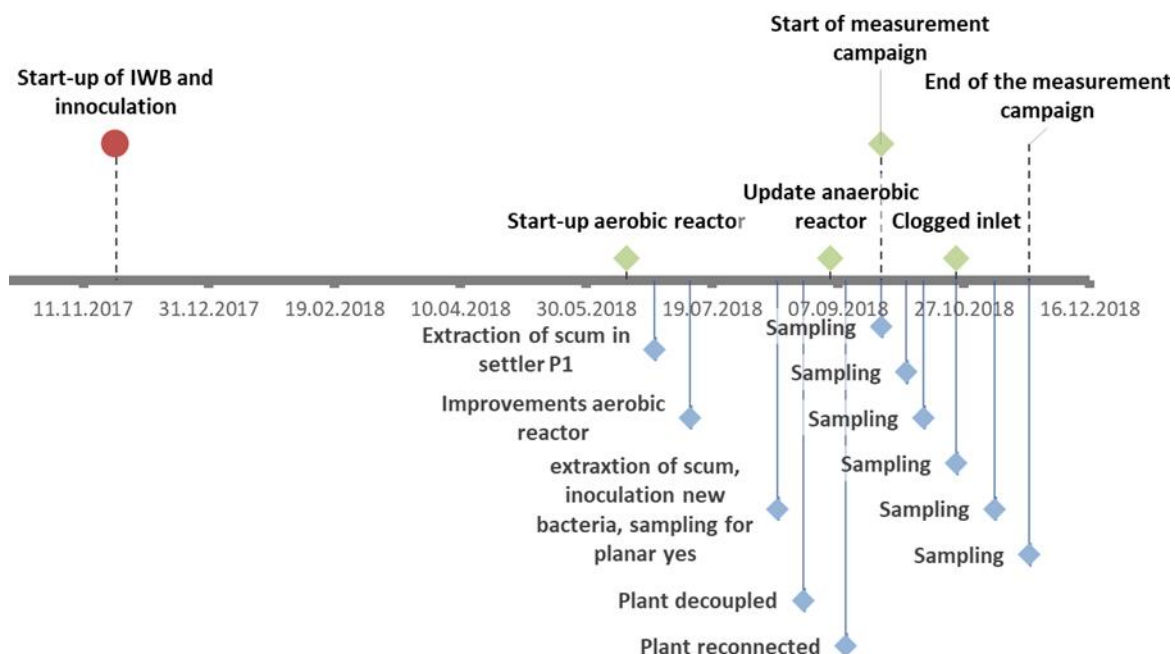 Start of measurement
campaign
Start-up of IWB and
innoculation
End of the measurement
campaign
Update anaerobic
reactor
Start-up aerobic reactor
Clogged inlet
11.11.2017 31.12.2017 19.02.2018 10.04.2018 30.05.2018 19.07.2018 07.09.2018 27.10.2018 16.12.2018
Extraction of scum in
settler P1
Sampling
Sampling
Improvements aerobic
reactor
Sampling
extraxtion of scum,
inoculation new
bacteria, sampling for
planar yes
Sampling
Sampling
Sampling
Plant decoupled
Plant reconnected